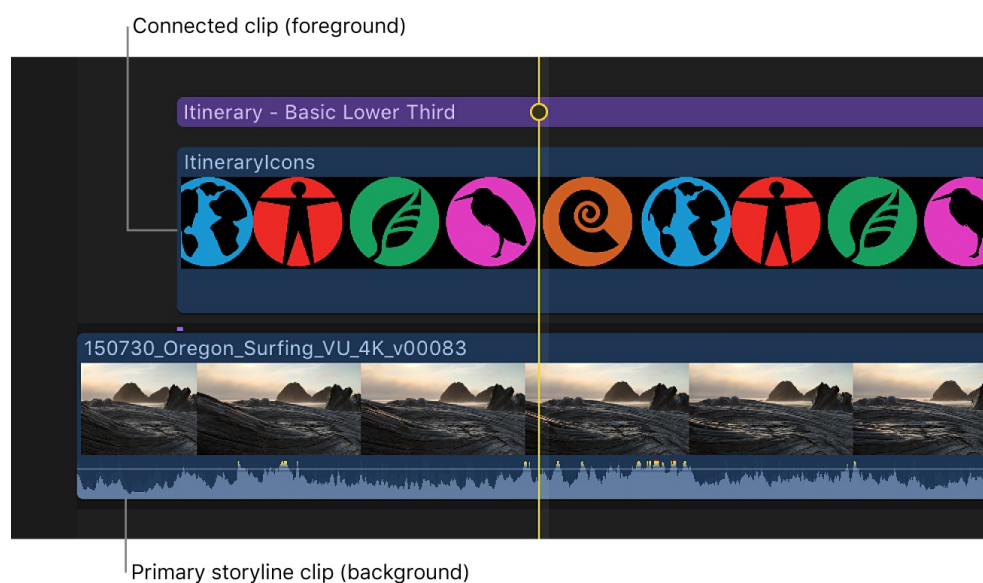 Connected clip (foreground)
Itinerary - Basic Lower Third
ItineraryIcons
150730_Oregon_Surfing_VU_4K_v00083
Primary storyline clip (background)